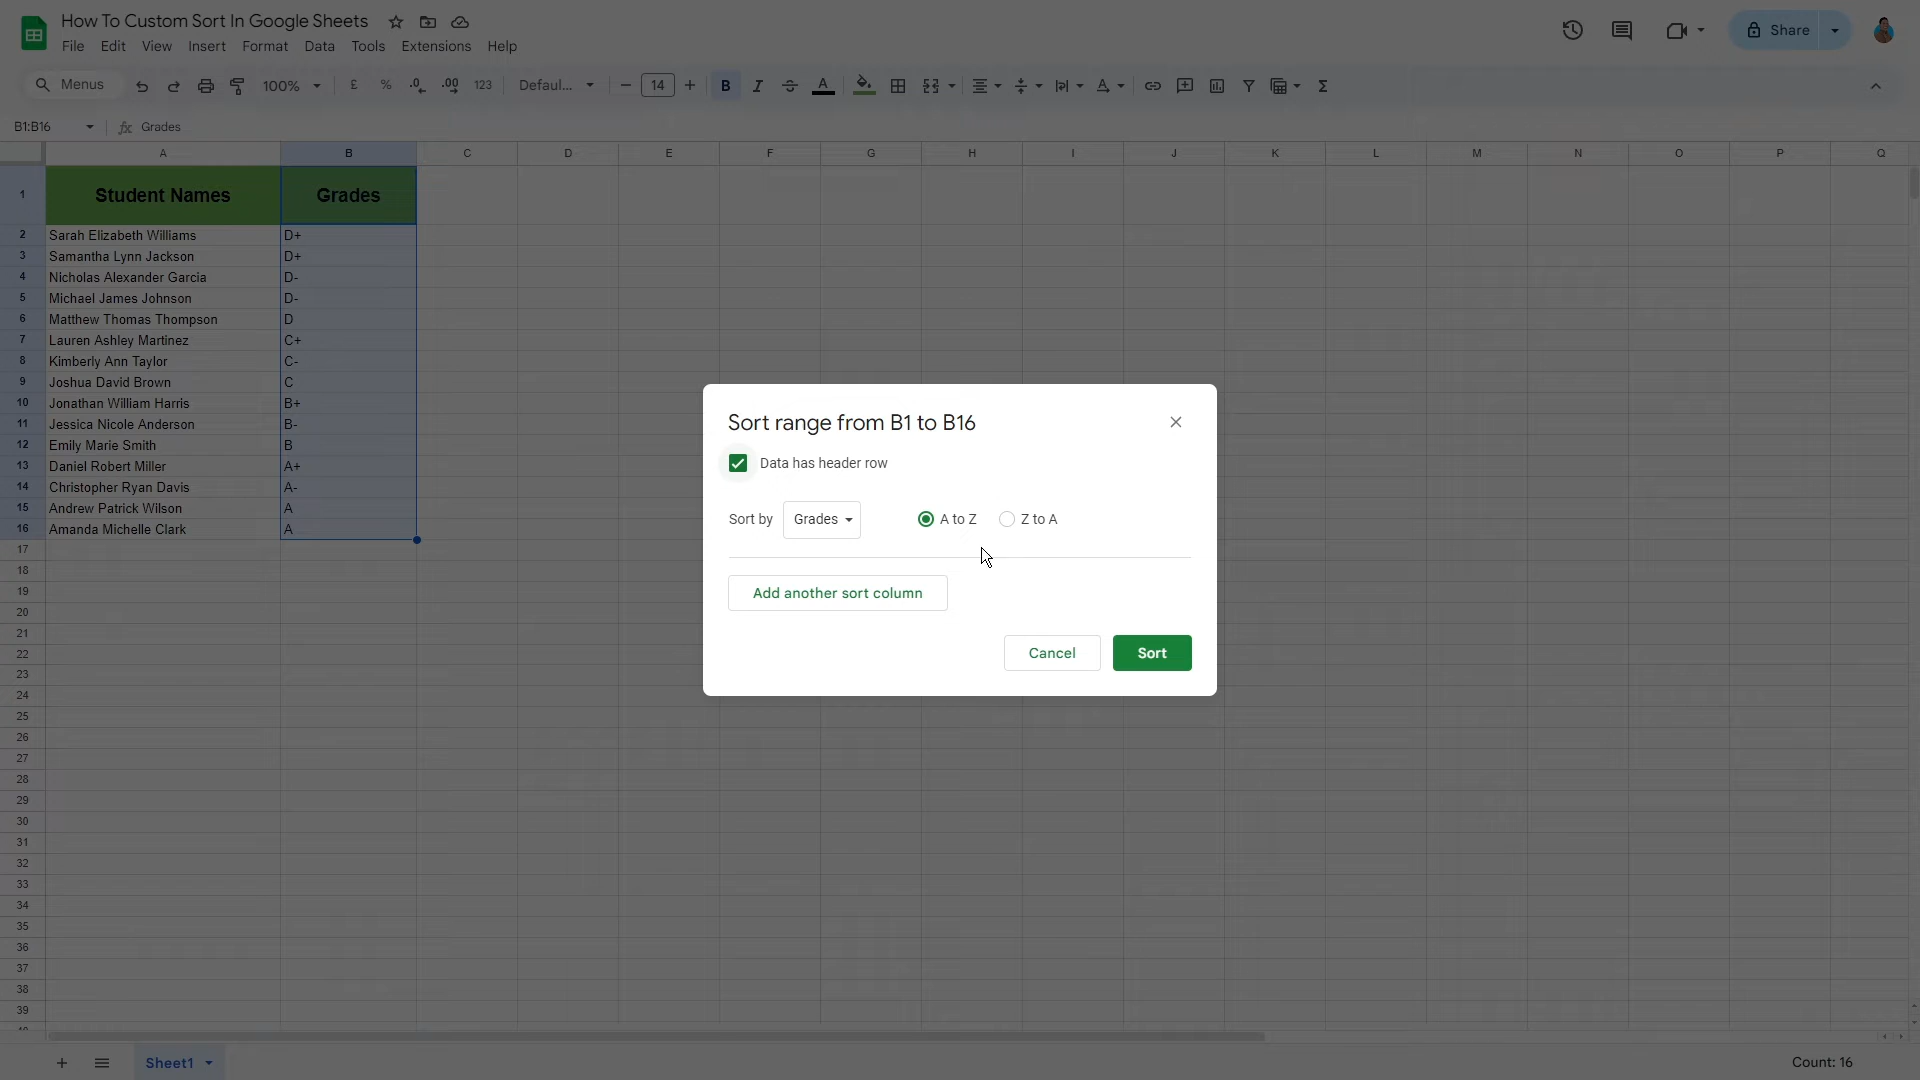 How To Custom Sort In Google Sheets
File Edit View Insert Format Data Tools Extensions Help
Share
Menus 100% £ % .0 .00 123 Defaul... − 14 + B I A Σ
B1:B16 fx Grades
A B C D E F G H I J K L M N O P Q
1 Student Names Grades
2 Sarah Elizabeth Williams D+
3 Samantha Lynn Jackson D+
4 Nicholas Alexander Garcia D-
5 Michael James Johnson D-
6 Matthew Thomas Thompson D
7 Lauren Ashley Martinez C+
8 Kimberly Ann Taylor C-
9 Joshua David Brown C
10 Jonathan William Harris B+
11 Jessica Nicole Anderson B-
12 Emily Marie Smith B
13 Daniel Robert Miller A+
14 Christopher Ryan Davis A-
15 Andrew Patrick Wilson A
16 Amanda Michelle Clark A
17
18
19
20
21
22
23
24
25
26
27
28
29
30
31
32
33
34
35
36
37
38
39
Sort range from B1 to B16
Data has header row
Sort by Grades A to Z Z to A
Add another sort column
Cancel Sort
Sheet1 Count: 16